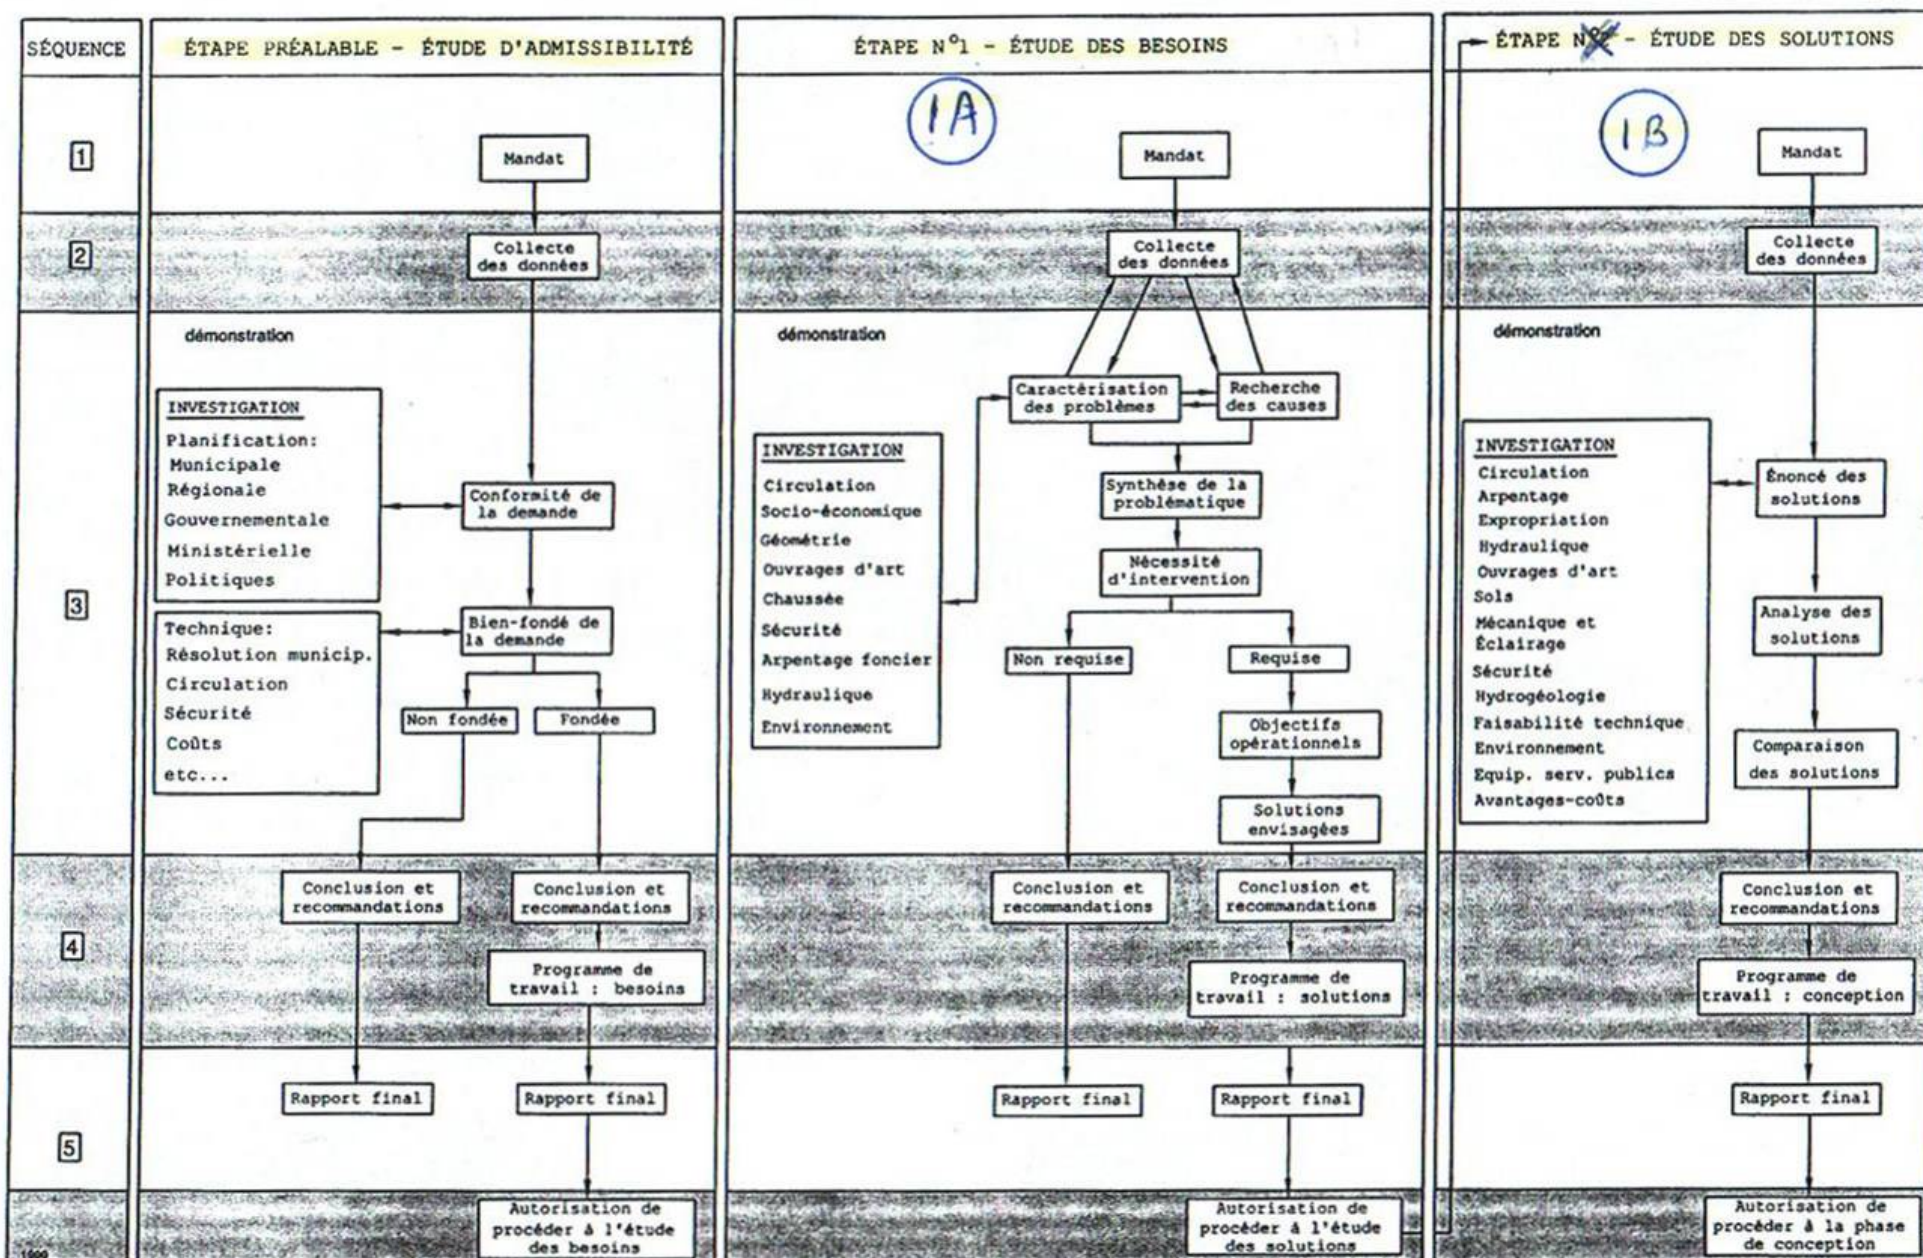 SÉQUENCE
ÉTAPE PRÉALABLE - ÉTUDE D'ADMISSIBILITÉ
ÉTAPE N°1 - ÉTUDE DES BESOINS
ÉTAPE - ÉTUDE DES SOLUTIONS
1A
1B
1
Mandat
Mandat
Mandat
2
Collecte
des données
Collecte
des données
Collecte
des données
3
démonstration
INVESTIGATION
Planification:
Municipale
Régionale
Gouvernementale
Ministérielle
Politiques
Technique:
Résolution municip.
Circulation
Sécurité
Coûts
etc...
Conformité de
la demande
Bien-fondé de
la demande
Non fondée
Fondée
démonstration
INVESTIGATION
Circulation
Socio-économique
Géométrie
Ouvrages d'art
Chaussée
Sécurité
Arpentage foncier
Hydraulique
Environnement
Caractérisation
des problèmes
Recherche
des causes
Synthèse de la
problématique
Nécessité
d'intervention
Non requise
Requise
Objectifs
opérationnels
Solutions
envisagées
démonstration
INVESTIGATION
Circulation
Arpentage
Expropriation
Hydraulique
Ouvrages d'art
Sols
Mécanique et
Éclairage
Sécurité
Hydrogéologie
Faisabilité technique
Environnement
Equip. serv. publics
Avantages-coûts
Énoncé des
solutions
Analyse des
solutions
Comparaison
des solutions
4
Conclusion et
recommandations
Conclusion et
recommandations
Programme de
travail : besoins
Conclusion et
recommandations
Conclusion et
recommandations
Programme de
travail : solutions
Conclusion et
recommandations
Programme de
travail : conception
5
Rapport final
Rapport final
Rapport final
Rapport final
Rapport final
Autorisation de
procéder à l'étude
des besoins
Autorisation de
procéder à l'étude
des solutions
Autorisation de
procéder à la phase
de conception